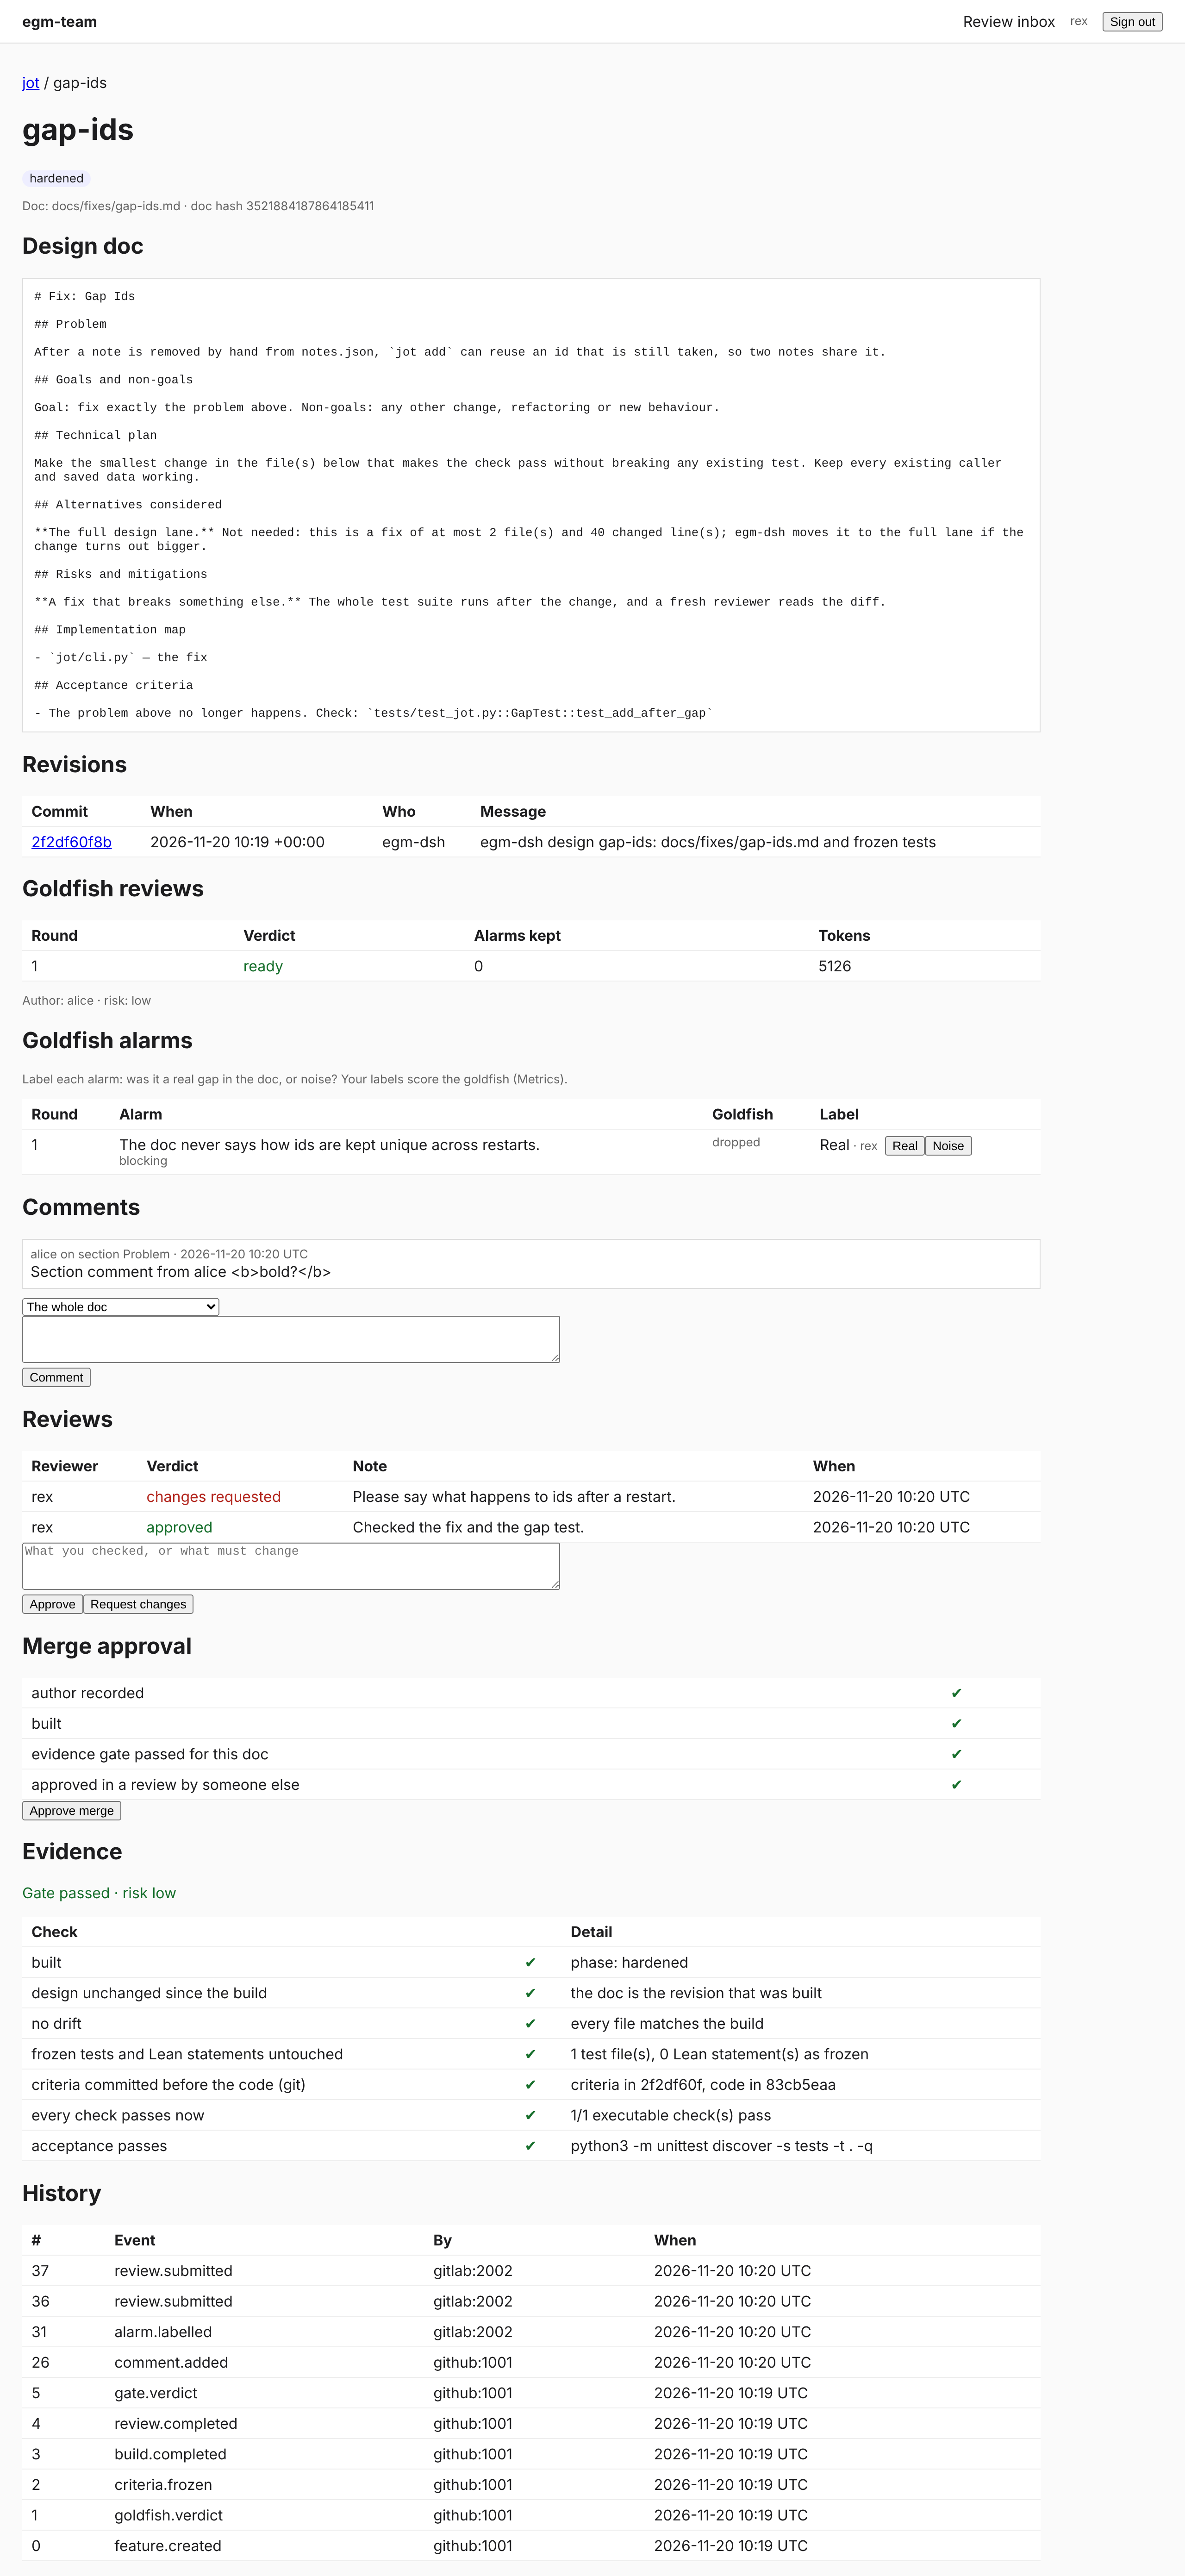 egm-team
Review inbox rex Sign out
jot / gap-ids
gap-ids
hardened
Doc: docs/fixes/gap-ids.md · doc hash 3521884187864185411
Design doc
# Fix: Gap Ids
## Problem
After a note is removed by hand from notes.json, `jot add` can reuse an id that is still taken, so two notes share it.
## Goals and non-goals
Goal: fix exactly the problem above. Non-goals: any other change, refactoring or new behaviour.
## Technical plan
Make the smallest change in the file(s) below that makes the check pass without breaking any existing test. Keep every existing caller
and saved data working.
## Alternatives considered
**The full design lane.** Not needed: this is a fix of at most 2 file(s) and 40 changed line(s); egm-dsh moves it to the full lane if the
change turns out bigger.
## Risks and mitigations
**A fix that breaks something else.** The whole test suite runs after the change, and a fresh reviewer reads the diff.
## Implementation map
- `jot/cli.py` — the fix
## Acceptance criteria
- The problem above no longer happens. Check: `tests/test_jot.py::GapTest::test_add_after_gap`
Revisions
Commit When Who Message
2f2df60f8b 2026-11-20 10:19 +00:00 egm-dsh egm-dsh design gap-ids: docs/fixes/gap-ids.md and frozen tests
Goldfish reviews
Round Verdict Alarms kept Tokens
1 ready 0 5126
Author: alice · risk: low
Goldfish alarms
Label each alarm: was it a real gap in the doc, or noise? Your labels score the goldfish (Metrics).
Round Alarm Goldfish Label
1 The doc never says how ids are kept unique across restarts. dropped Real · rex Real Noise
blocking
Comments
alice on section Problem · 2026-11-20 10:20 UTC
Section comment from alice <b>bold?</b>
The whole doc
Comment
Reviews
Reviewer Verdict Note When
rex changes requested Please say what happens to ids after a restart. 2026-11-20 10:20 UTC
rex approved Checked the fix and the gap test. 2026-11-20 10:20 UTC
What you checked, or what must change
Approve Request changes
Merge approval
author recorded ✔
built ✔
evidence gate passed for this doc ✔
approved in a review by someone else ✔
Approve merge
Evidence
Gate passed · risk low
Check Detail
built ✔ phase: hardened
design unchanged since the build ✔ the doc is the revision that was built
no drift ✔ every file matches the build
frozen tests and Lean statements untouched ✔ 1 test file(s), 0 Lean statement(s) as frozen
criteria committed before the code (git) ✔ criteria in 2f2df60f, code in 83cb5eaa
every check passes now ✔ 1/1 executable check(s) pass
acceptance passes ✔ python3 -m unittest discover -s tests -t . -q
History
# Event By When
37 review.submitted gitlab:2002 2026-11-20 10:20 UTC
36 review.submitted gitlab:2002 2026-11-20 10:20 UTC
31 alarm.labelled gitlab:2002 2026-11-20 10:20 UTC
26 comment.added github:1001 2026-11-20 10:20 UTC
5 gate.verdict github:1001 2026-11-20 10:19 UTC
4 review.completed github:1001 2026-11-20 10:19 UTC
3 build.completed github:1001 2026-11-20 10:19 UTC
2 criteria.frozen github:1001 2026-11-20 10:19 UTC
1 goldfish.verdict github:1001 2026-11-20 10:19 UTC
0 feature.created github:1001 2026-11-20 10:19 UTC